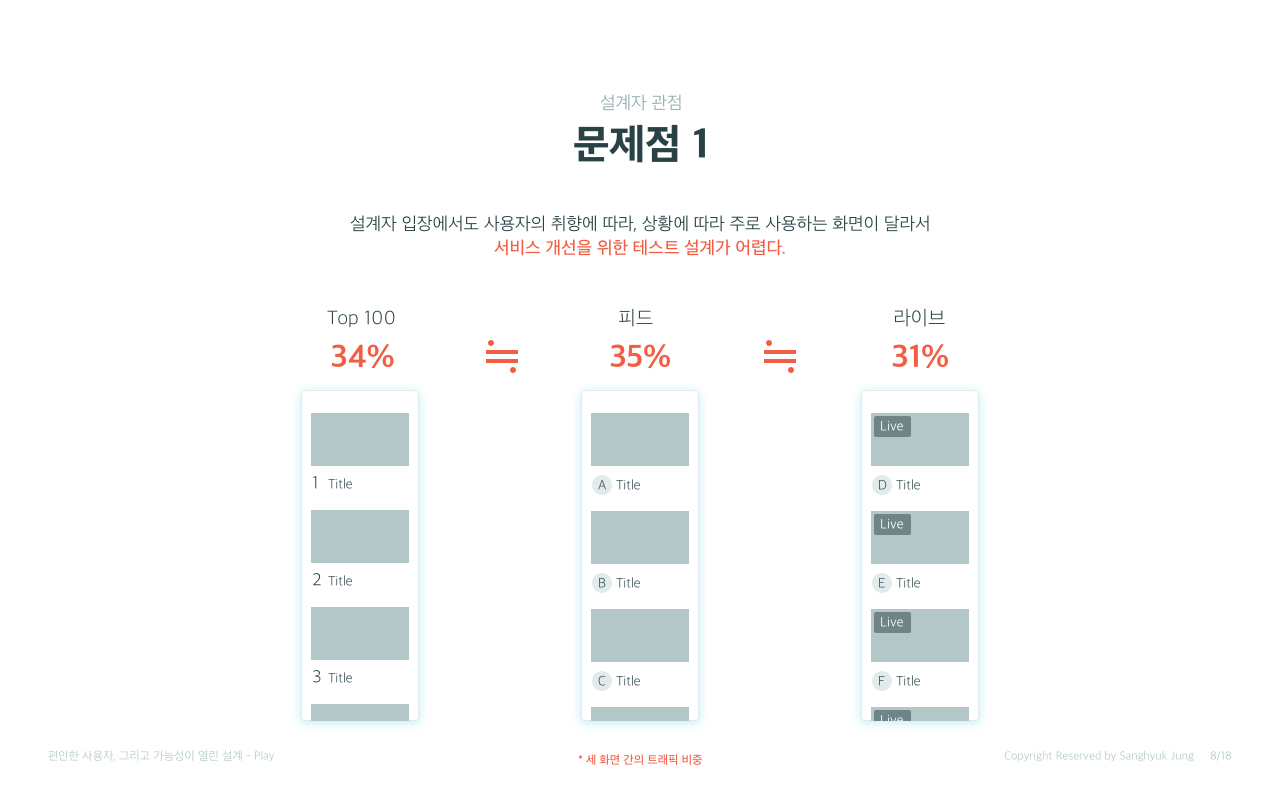 설계자 관점
문제점 1
설계자 입장에서도 사용자의 취향에 따라, 상황에 따라 주로 사용하는 화면이 달라서
서비스 개선을 위한 테스트 설계가 어렵다.
Top 100
34%
≒
피드
35%
≒
라이브
31%
1 Title
2 Title
3 Title
A Title
B Title
C Title
Live
D Title
Live
E Title
Live
F Title
Live
편안한 사용자, 그리고 가능성이 열린 설계 - Play
* 세 화면 간의 트래픽 비중
Copyright Reserved by Sanghyuk Jung 8/18